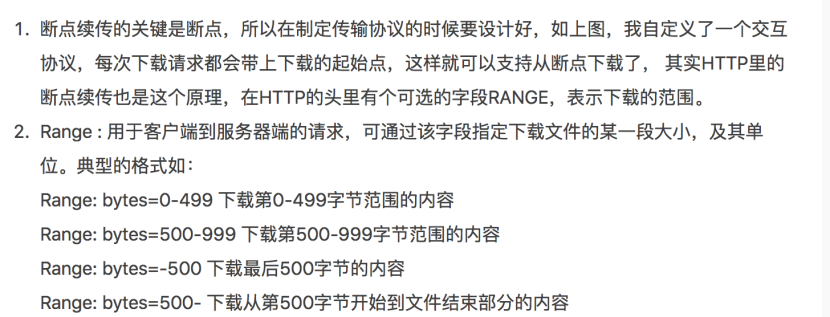 1. 断点续传的关键是断点，所以在制定传输协议的时候要设计好，如上图，我自定义了一个交互
协议，每次下载请求都会带上下载的起始点，这样就可以支持从断点下载了， 其实HTTP里的
断点续传也是这个原理，在HTTP的头里有个可选的字段RANGE，表示下载的范围。
2. Range : 用于客户端到服务器端的请求，可通过该字段指定下载文件的某一段大小，及其单
位。典型的格式如：
Range: bytes=0-499 下载第0-499字节范围的内容
Range: bytes=500-999 下载第500-999字节范围的内容
Range: bytes=-500 下载最后500字节的内容
Range: bytes=500- 下载从第500字节开始到文件结束部分的内容